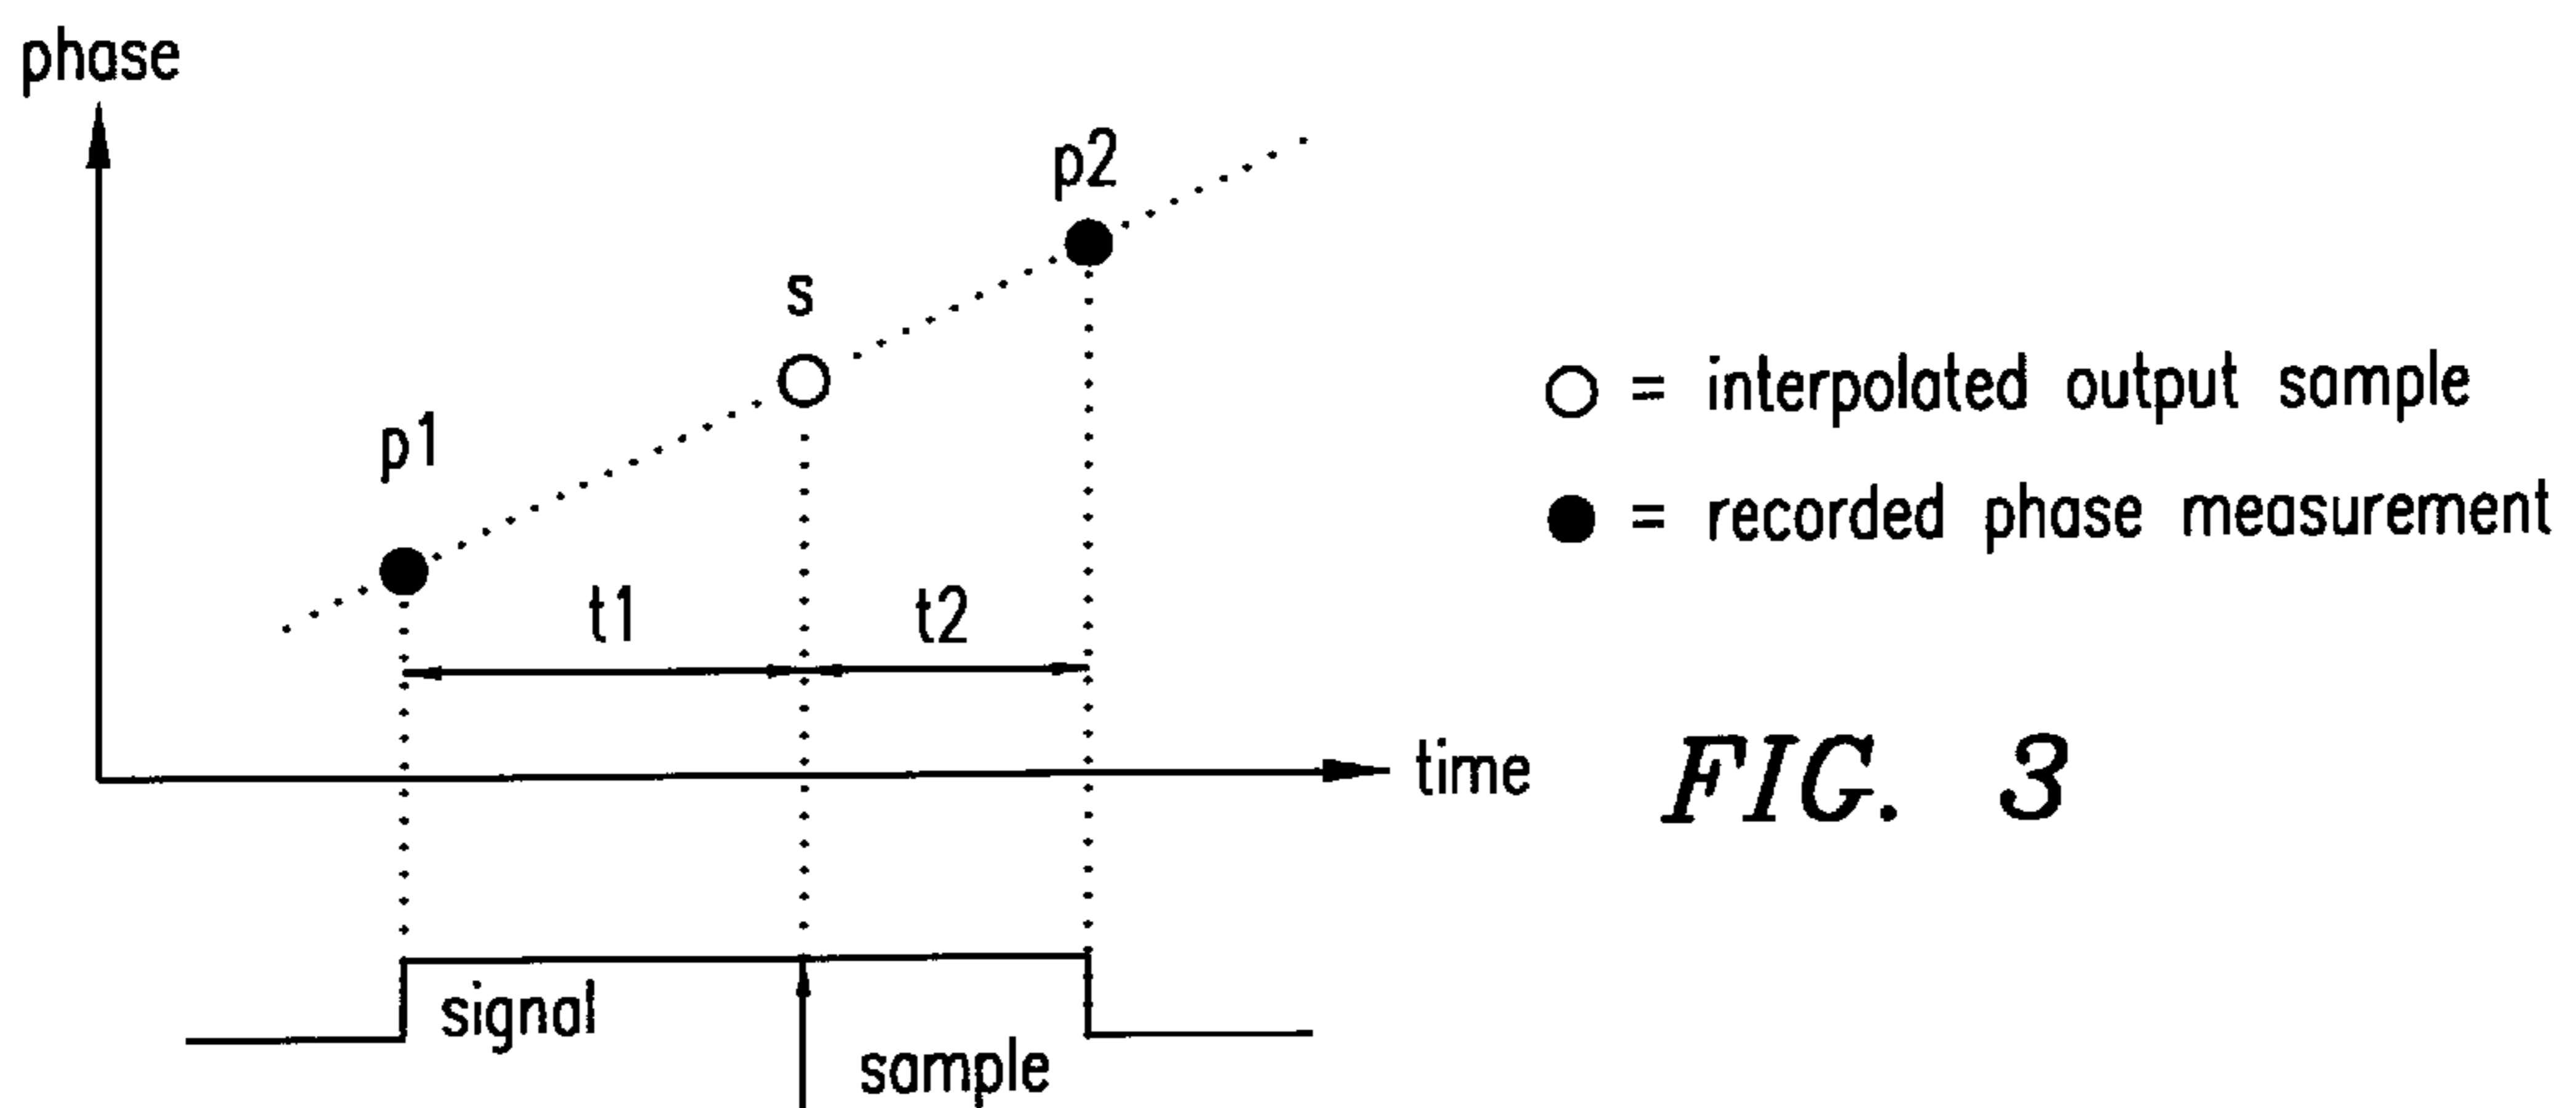 phase
p2
s
p1
t1
t2
= interpolated output sample
= recorded phase measurement
time
FIG. 3
signal
sample